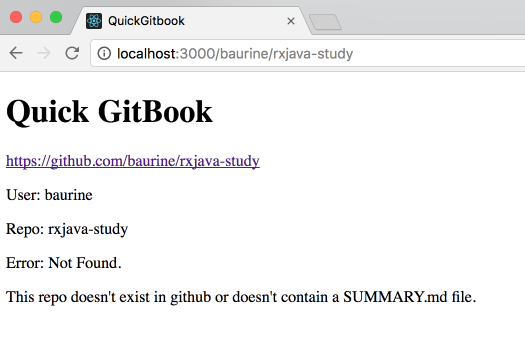 QuickGitbook
localhost:3000/baurine/rxjava-study
Quick GitBook
https://github.com/baurine/rxjava-study
User: baurine
Repo: rxjava-study
Error: Not Found.
This repo doesn't exist in github or doesn't contain a SUMMARY.md file.